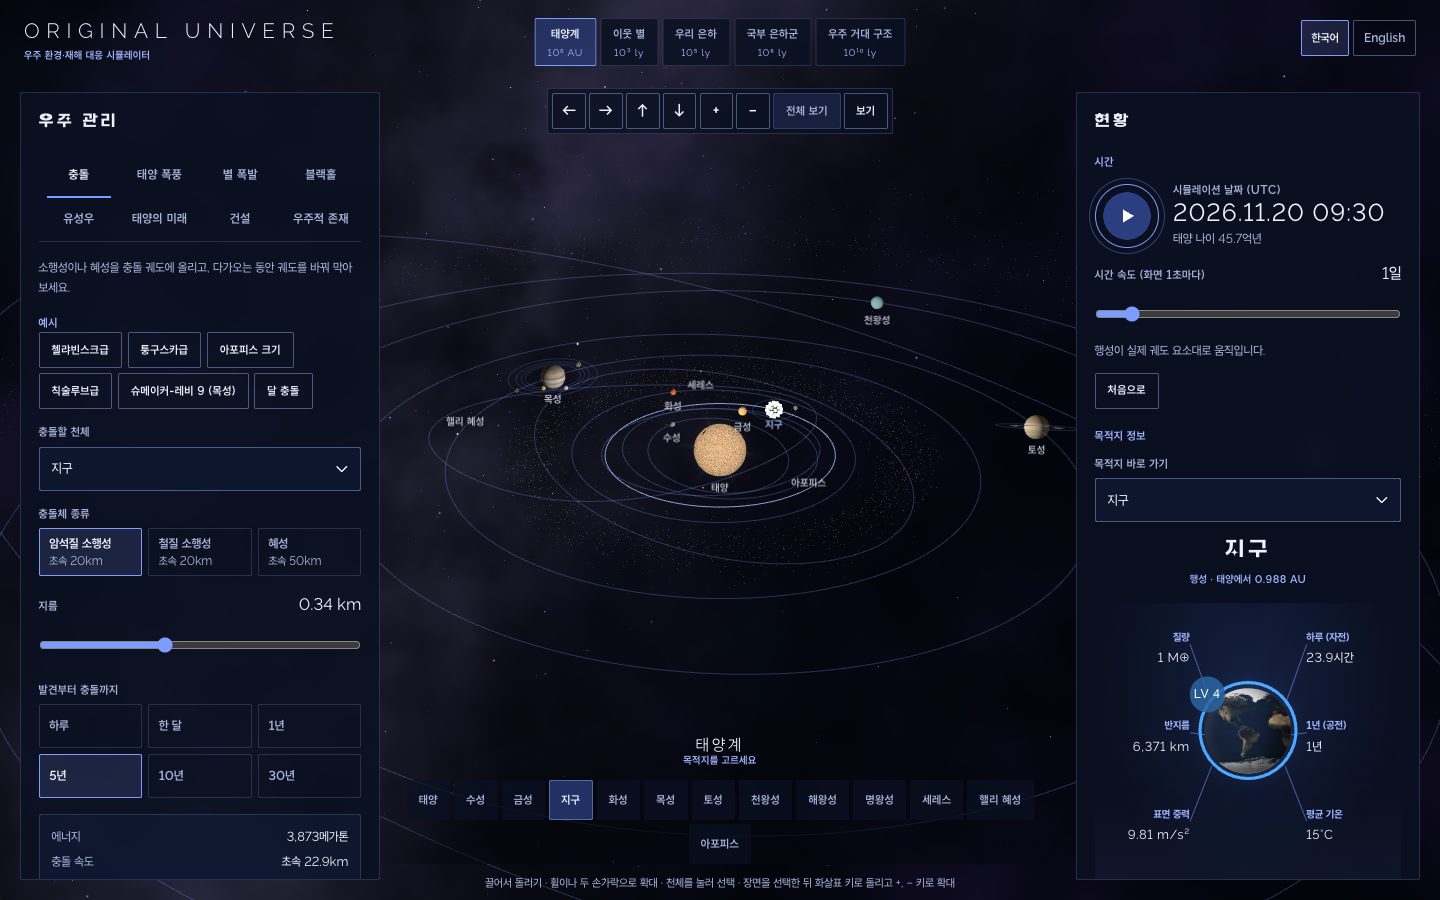 ORIGINAL UNIVERSE
우주 환경·재해 대응 시뮬레이터
태양계
10⁰ AU
이웃 별
10³ ly
우리 은하
10⁵ ly
국부 은하군
10⁶ ly
우주 거대 구조
10¹⁰ ly
한국어
English
← → ↑ ↓ + − 전체 보기 보기
우주 관리
충돌 태양 폭풍 별 폭발 블랙홀
유성우 태양의 미래 건설 우주적 존재
소행성이나 혜성을 충돌 궤도에 올리고, 다가오는 동안 궤도를 바꿔 막아
보세요.
예시
첼랴빈스크급 퉁구스카급 아포피스 크기
칙술루브급 슈메이커-레비 9 (목성) 달 충돌
충돌할 천체
지구
충돌체 종류
암석질 소행성
초속 20km
철질 소행성
초속 20km
혜성
초속 50km
지름 0.34 km
발견부터 충돌까지
하루 한 달 1년
5년 10년 30년
에너지 3,873메가톤
충돌 속도 초속 22.9km
천왕성
목성
세레스
화성
핼리 혜성
금성
지구
수성
토성
태양
아포피스
태양계
목적지를 고르세요
태양 수성 금성 지구 화성 목성 토성 천왕성 해왕성 명왕성 세레스 핼리 혜성
아포피스
끌어서 돌리기 · 휠이나 두 손가락으로 확대 · 천체를 눌러 선택 · 장면을 선택한 뒤 화살표 키로 돌리고 +, − 키로 확대
현황
시간
시뮬레이션 날짜 (UTC)
2026.11.20 09:30
태양 나이 45.7억년
시간 속도 (화면 1초마다) 1일
행성이 실제 궤도 요소대로 움직입니다.
처음으로
목적지 정보
목적지 바로 가기
지구
지구
행성 · 태양에서 0.988 AU
질량
1 M⊕
하루 (자전)
23.9시간
LV 4
반지름
6,371 km
1년 (공전)
1년
표면 중력
9.81 m/s²
평균 기온
15°C